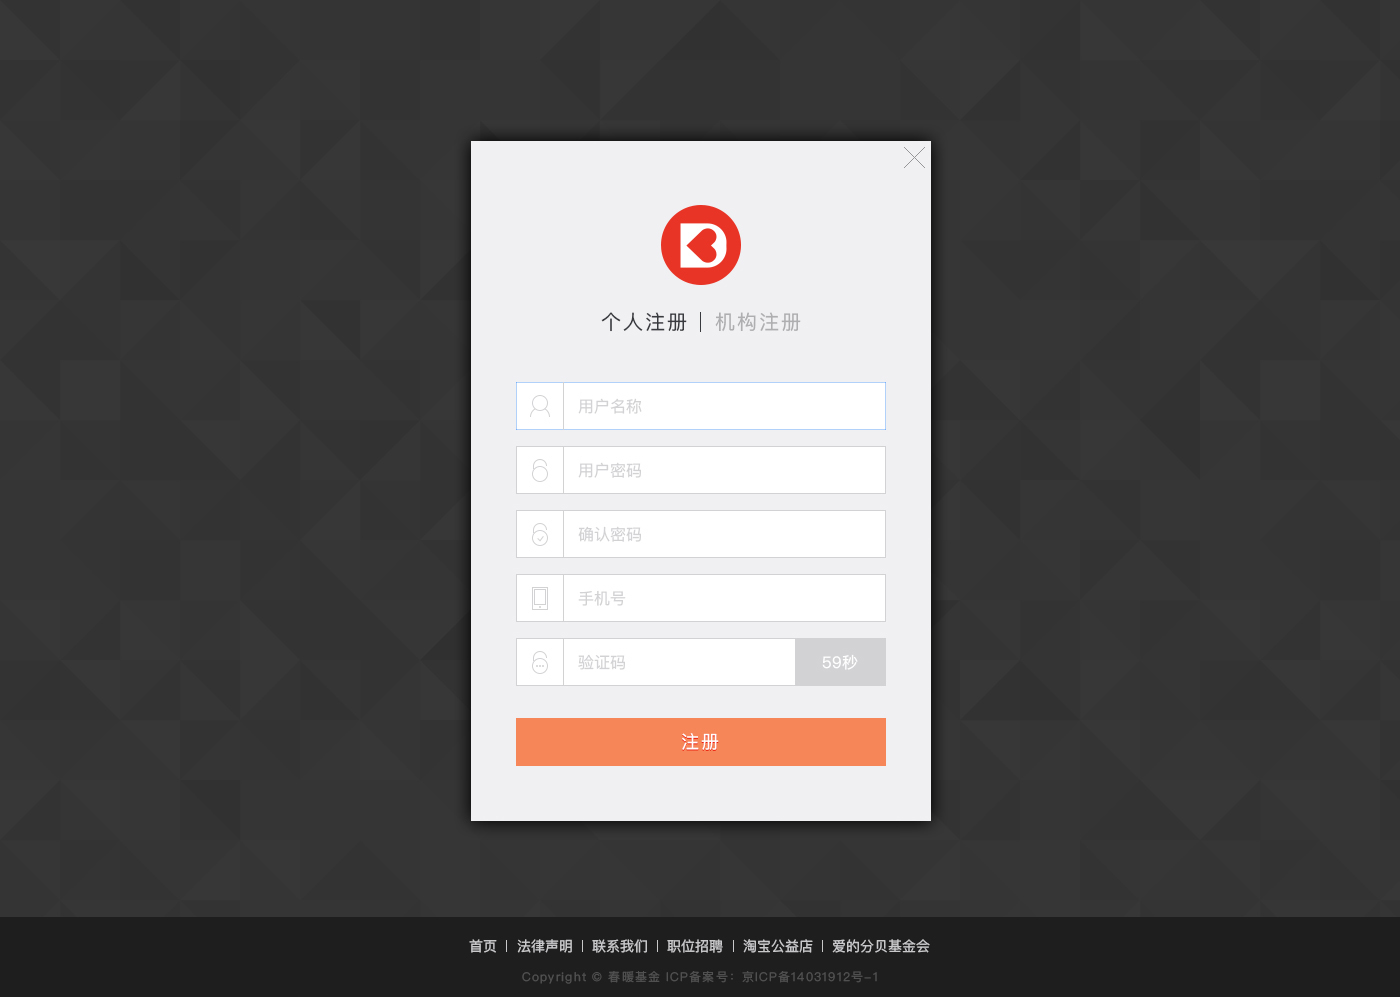 个人注册 | 机构注册
用户名称
用户密码
确认密码
手机号
验证码 59秒
注册
首页 | 法律声明 | 联系我们 | 职位招聘 | 淘宝公益店 | 爱的分贝基金会
Copyright © 春暖基金 ICP备案号：京ICP备14031912号-1